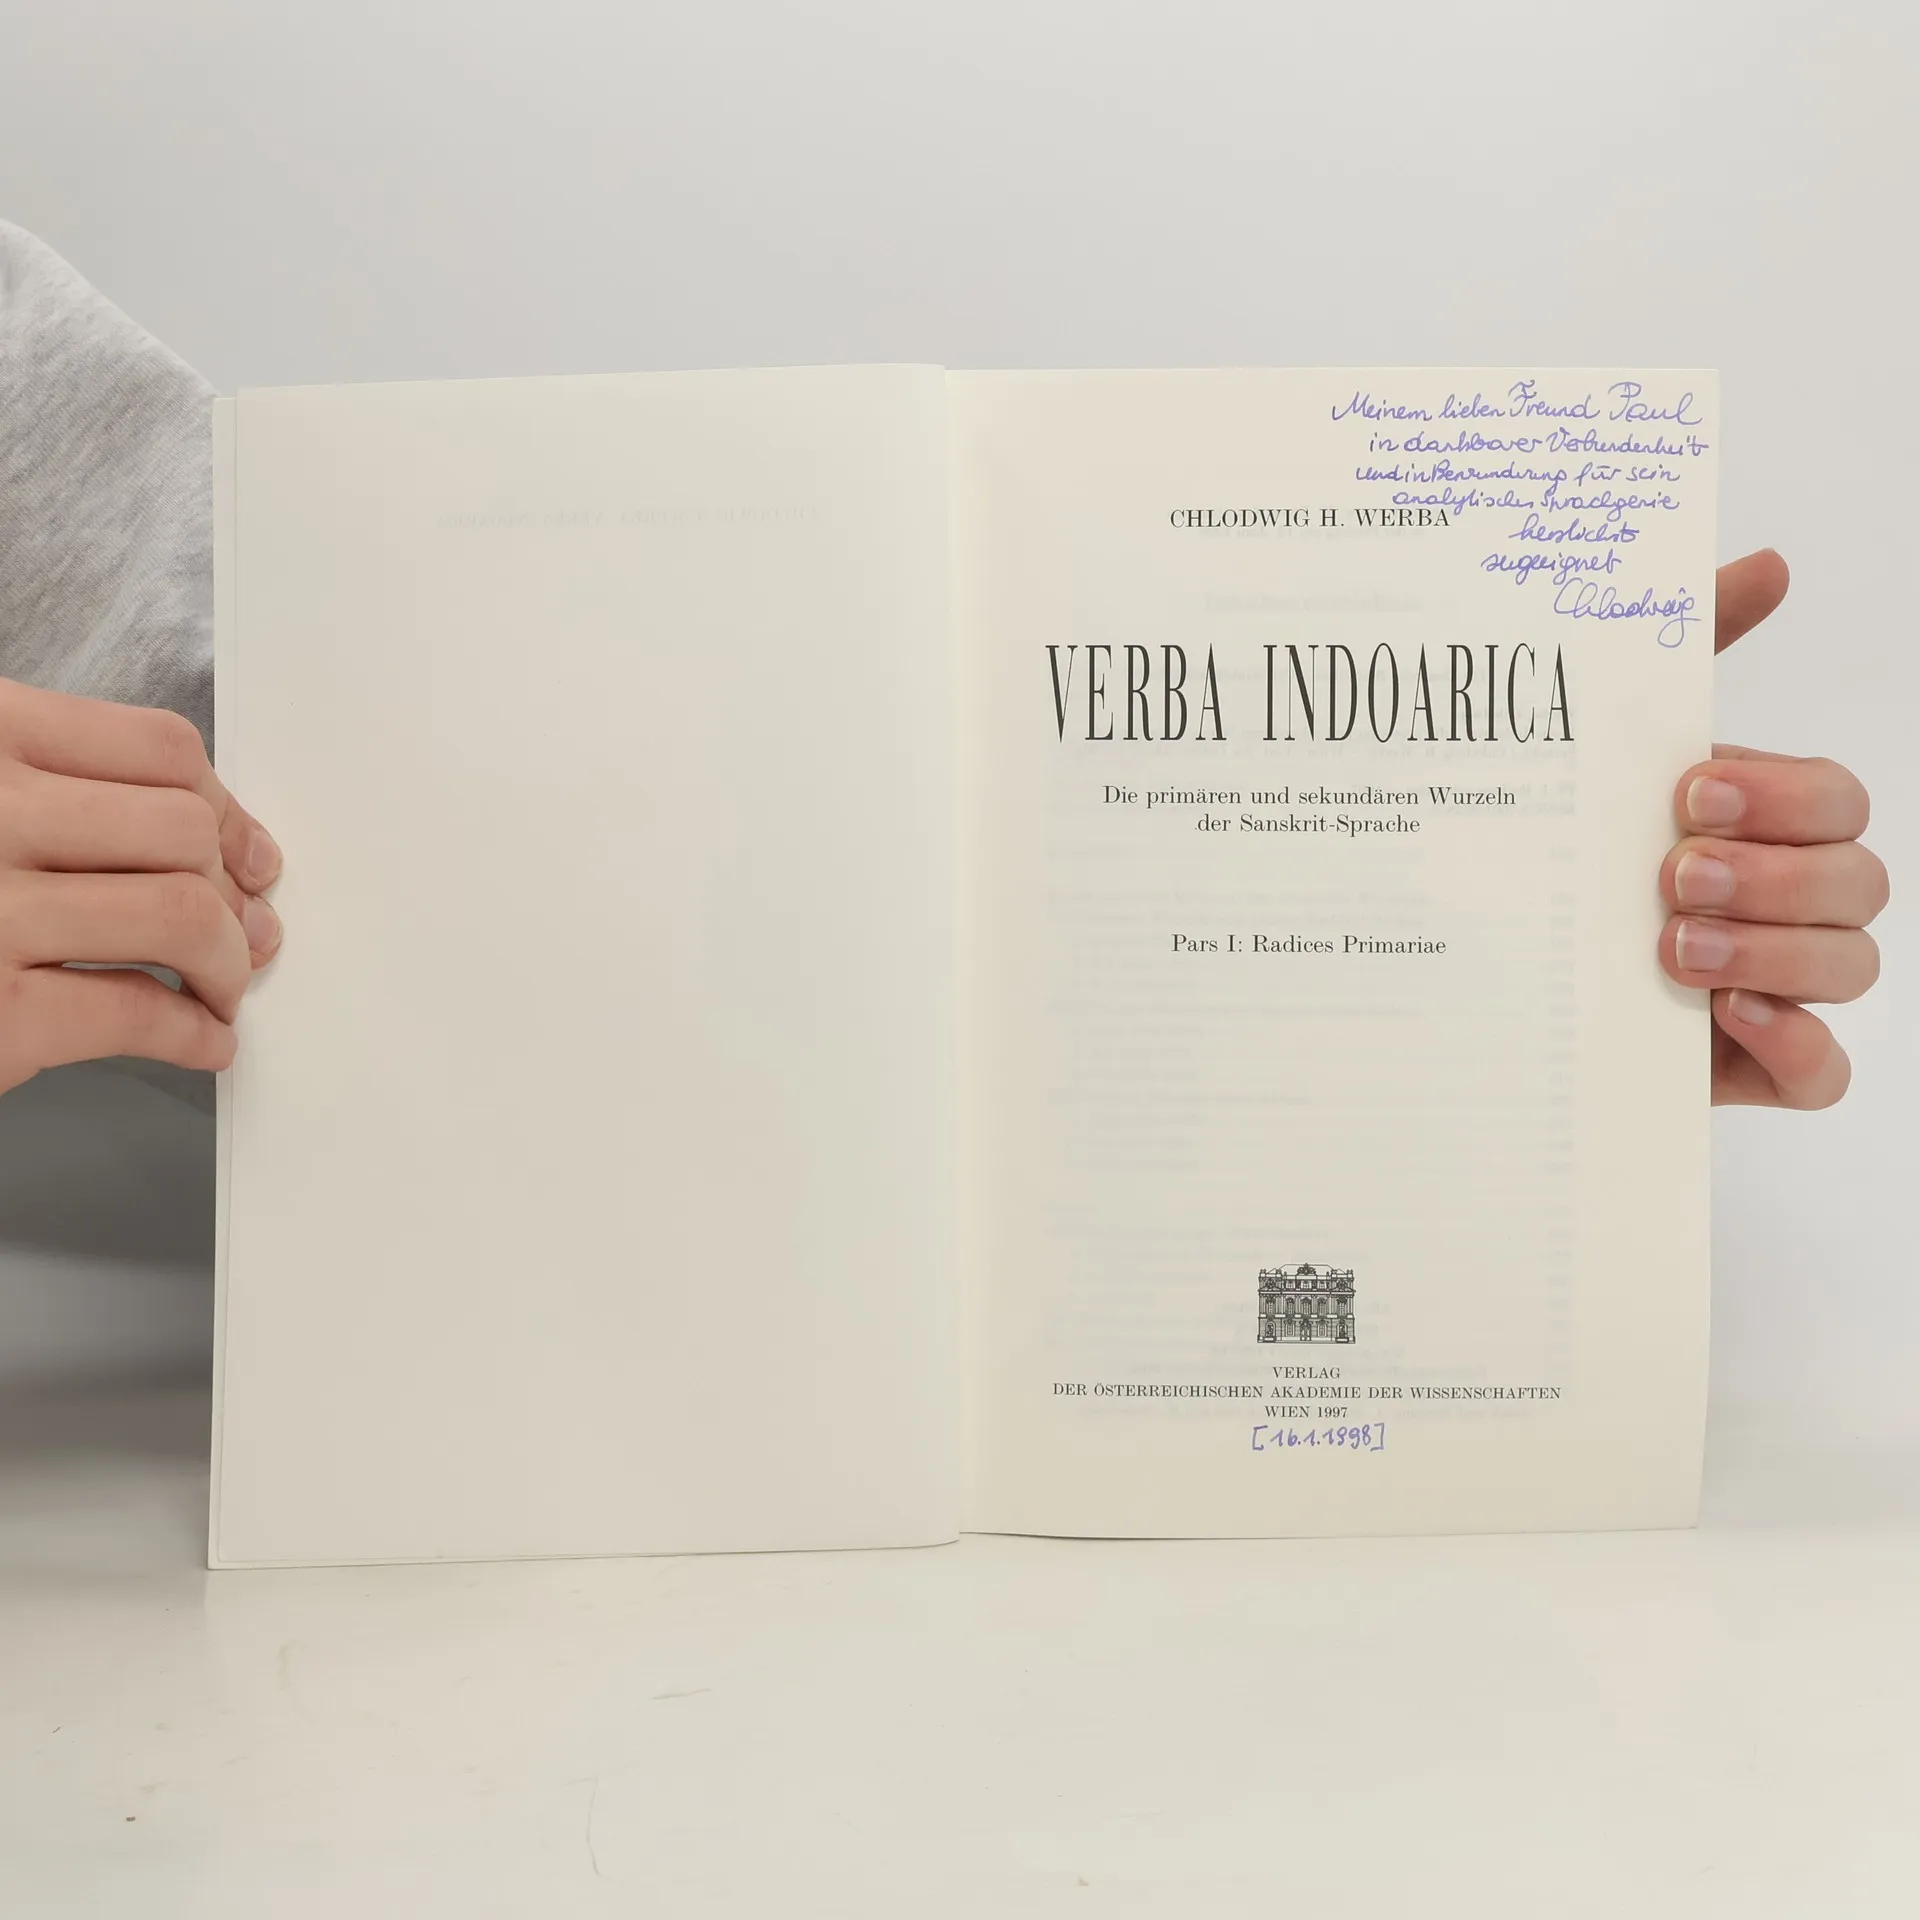 Meinem lieben Freund Paul
in dankbarer Verbundenheit
und in Bewunderung für sein
analytisches Sprachgenie
herzlichst
zugeeignet
Chlodwig
CHLODWIG H. WERBA
VERBA INDOARICA
Die primären und sekundären Wurzeln
der Sanskrit-Sprache
Pars I: Radices Primariae
VERLAG
DER ÖSTERREICHISCHEN AKADEMIE DER WISSENSCHAFTEN
WIEN 1997
[16.1.1998]